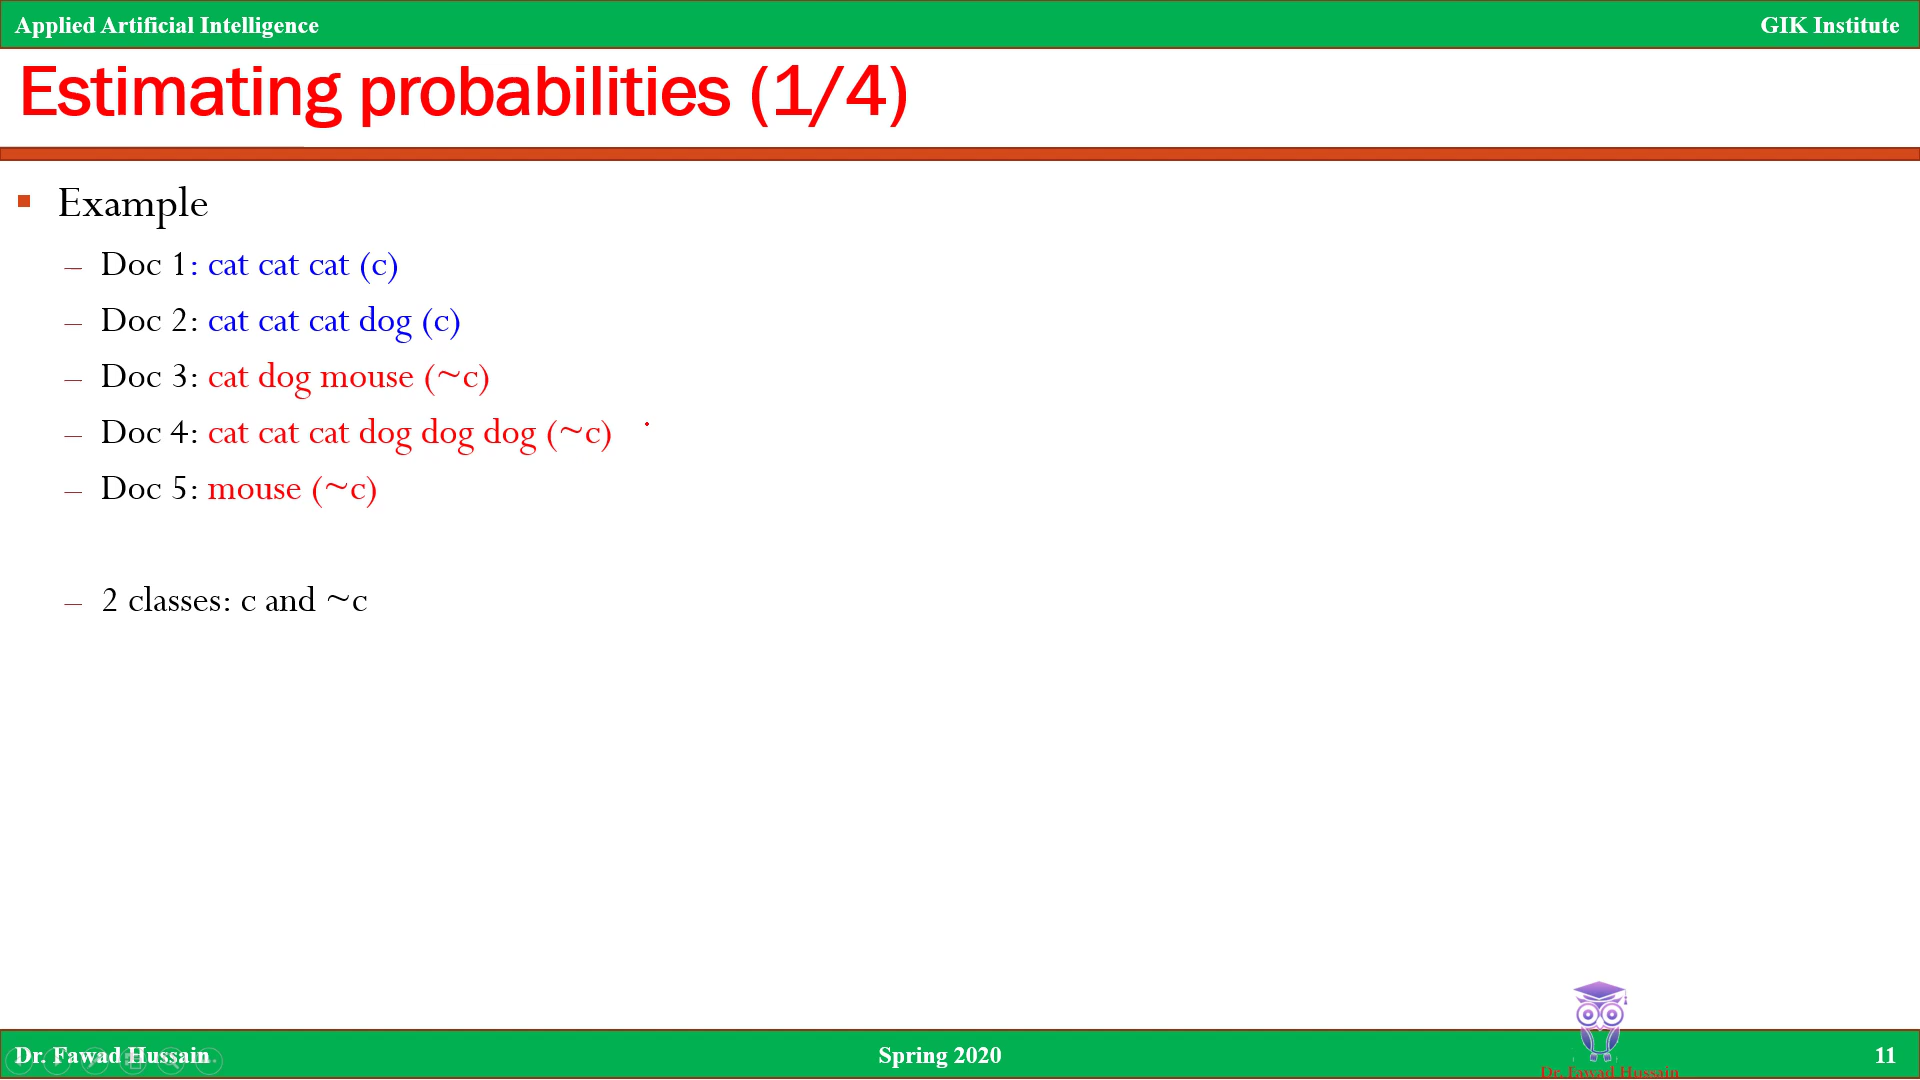 Applied Artificial Intelligence
GIK Institute
Estimating probabilities (1/4)
Example
– Doc 1: cat cat cat (c)
– Doc 2: cat cat cat dog (c)
– Doc 3: cat dog mouse (~c)
– Doc 4: cat cat cat dog dog dog (~c)
– Doc 5: mouse (~c)
– 2 classes: c and ~c
Dr. Fawad Hussain
Spring 2020
Dr. Fawad Hussain
11